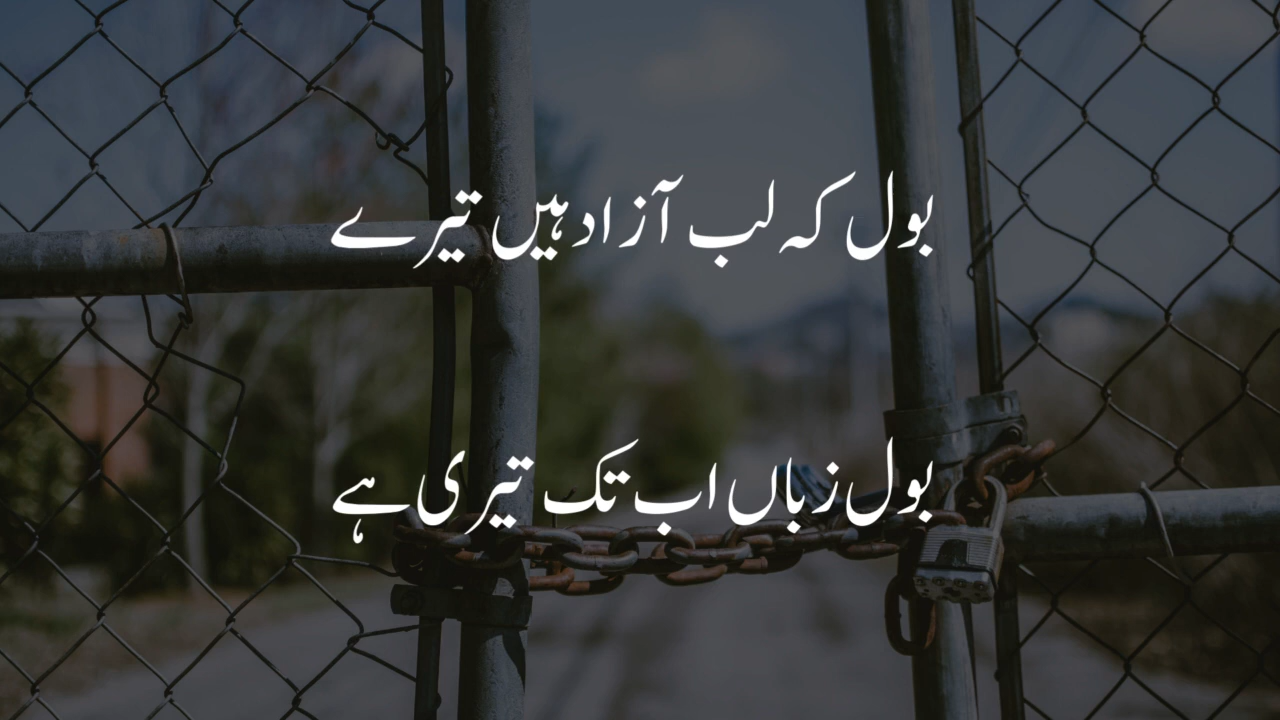 بول کہ لب آزاد ہیں تیرے
بول زباں اب تک تیری ہے